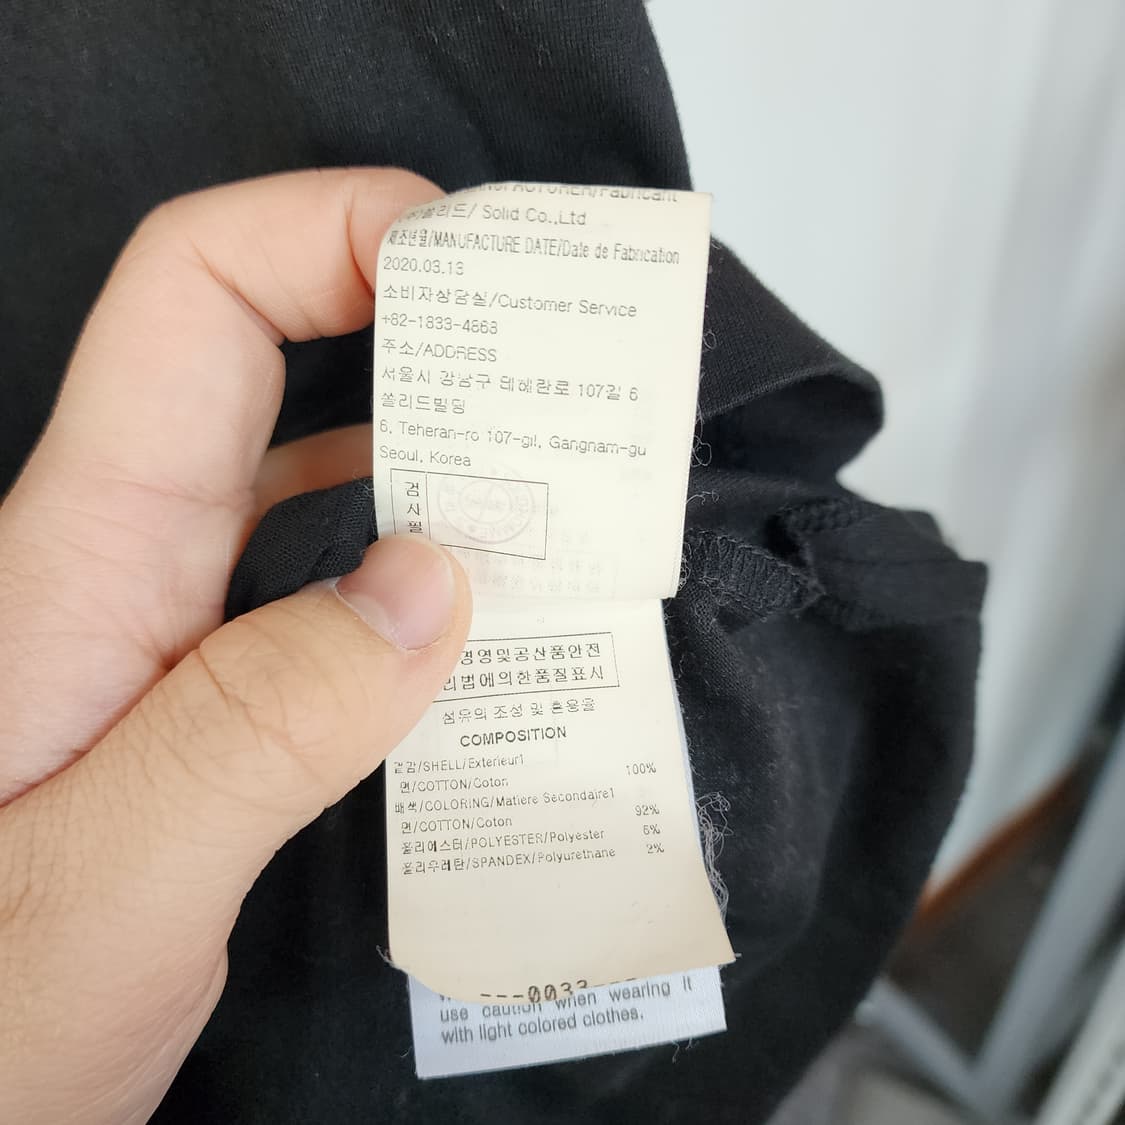 MANUFACTURER/Fabricant
쏠리드/ Solid Co.,Ltd
제조년월/MANUFACTURE DATE/Date de Fabrication
2020.03.13
소비자상담실/Customer Service
+82-1833-4868
주소/ADDRESS
서울시 강남구 테헤란로 107길 6
쏠리드빌딩
6, Teheran-ro 107-gil, Gangnam-gu
Seoul, Korea
검
사
필
경영및공산품안전
리법에의한품질표시
섬유의 조성 및 혼용율
COMPOSITION
겉감/SHELL/Exterieur1
면/COTTON/Coton 100%
배색/COLORING/Matiere Secondaire1
면/COTTON/Coton 92%
폴리에스터/POLYESTER/Polyester 6%
폴리우레탄/SPANDEX/Polyurethane 2%
---0033---
use caution when wearing it
with light colored clothes.